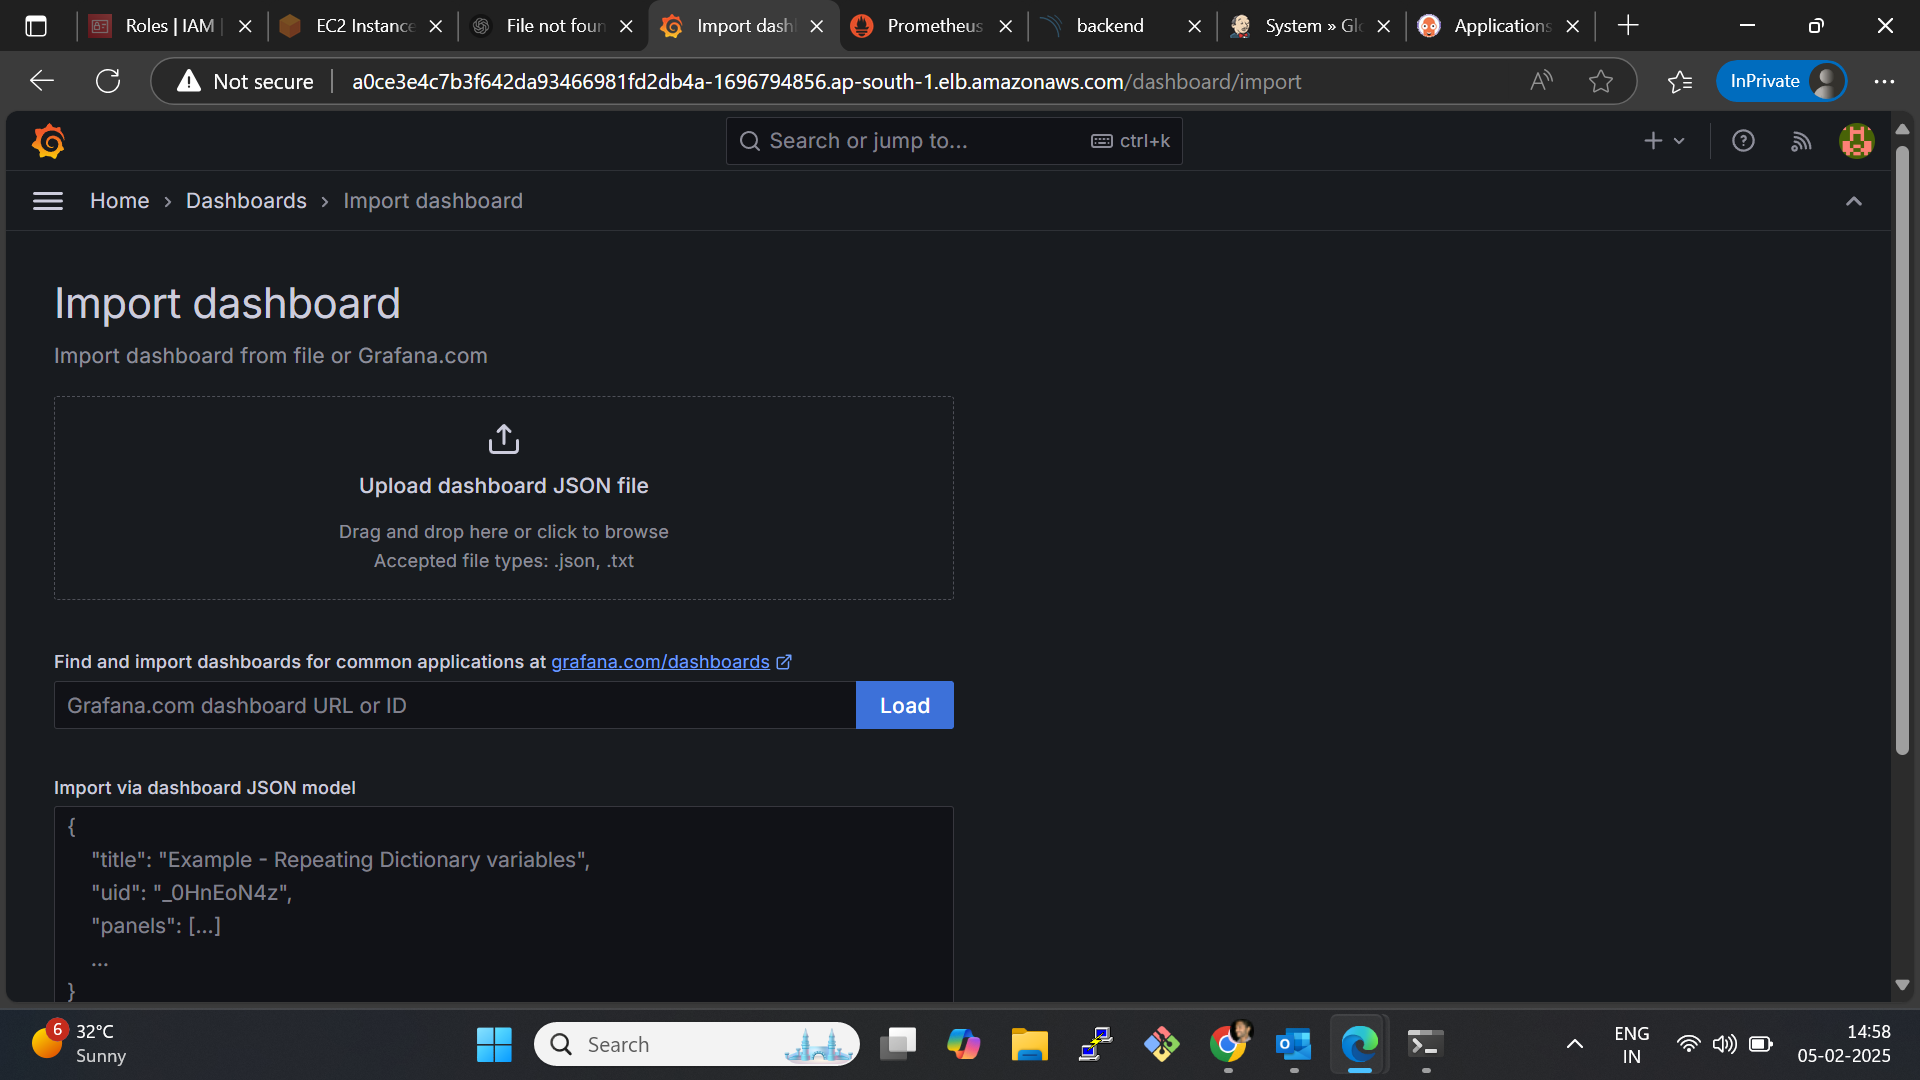 Roles | IAM
EC2 Instance
File not foun
Import dash
Prometheus
backend
System » Glo
Applications
Not secure
a0ce3e4c7b3f642da93466981fd2db4a-1696794856.ap-south-1.elb.amazonaws.com/dashboard/import
InPrivate
Search or jump to...
ctrl+k
Home › Dashboards › Import dashboard
Import dashboard
Import dashboard from file or Grafana.com
Upload dashboard JSON file
Drag and drop here or click to browse
Accepted file types: .json, .txt
Find and import dashboards for common applications at grafana.com/dashboards
Grafana.com dashboard URL or ID
Load
Import via dashboard JSON model
{
"title": "Example - Repeating Dictionary variables",
"uid": "_0HnEoN4z",
"panels": [...]
...
}
6
32°C
Sunny
Search
ENG
IN
14:58
05-02-2025